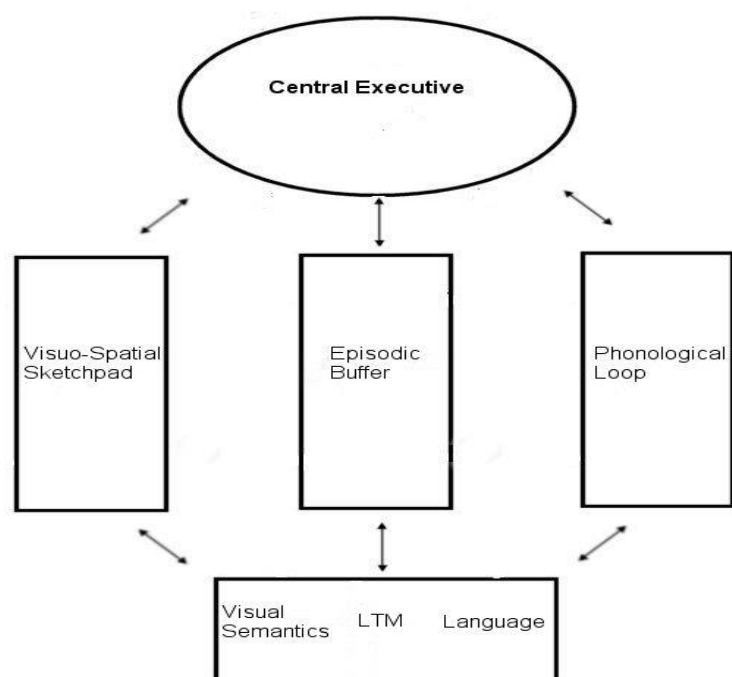 Central Executive
Visuo-Spatial
Sketchpad
Episodic
Buffer
Phonological
Loop
Visual
Semantics
LTM
Language